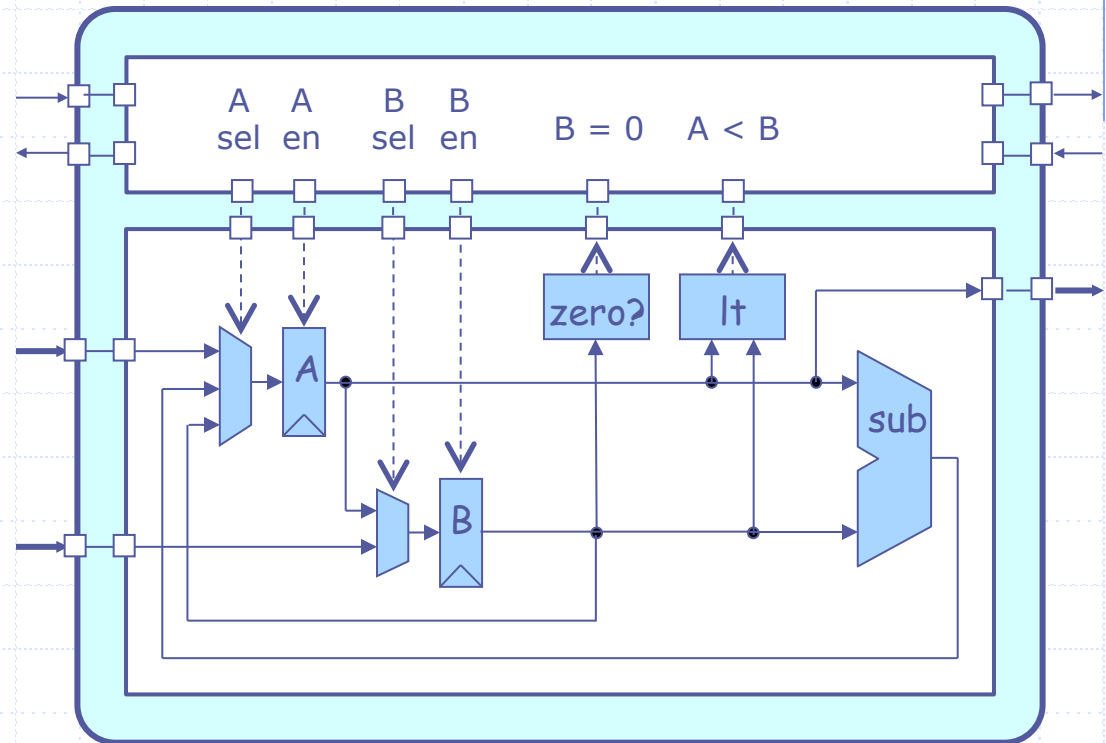 A A B B
sel en sel en
B = 0 A < B
zero? lt
A
sub
B